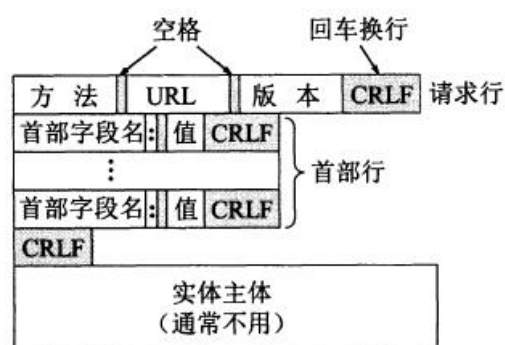 空格 回车换行
方 法 URL 版 本 CRLF 请求行
首部字段名: 值 CRLF
⋮ 首部行
首部字段名: 值 CRLF
CRLF
实体主体
（通常不用）